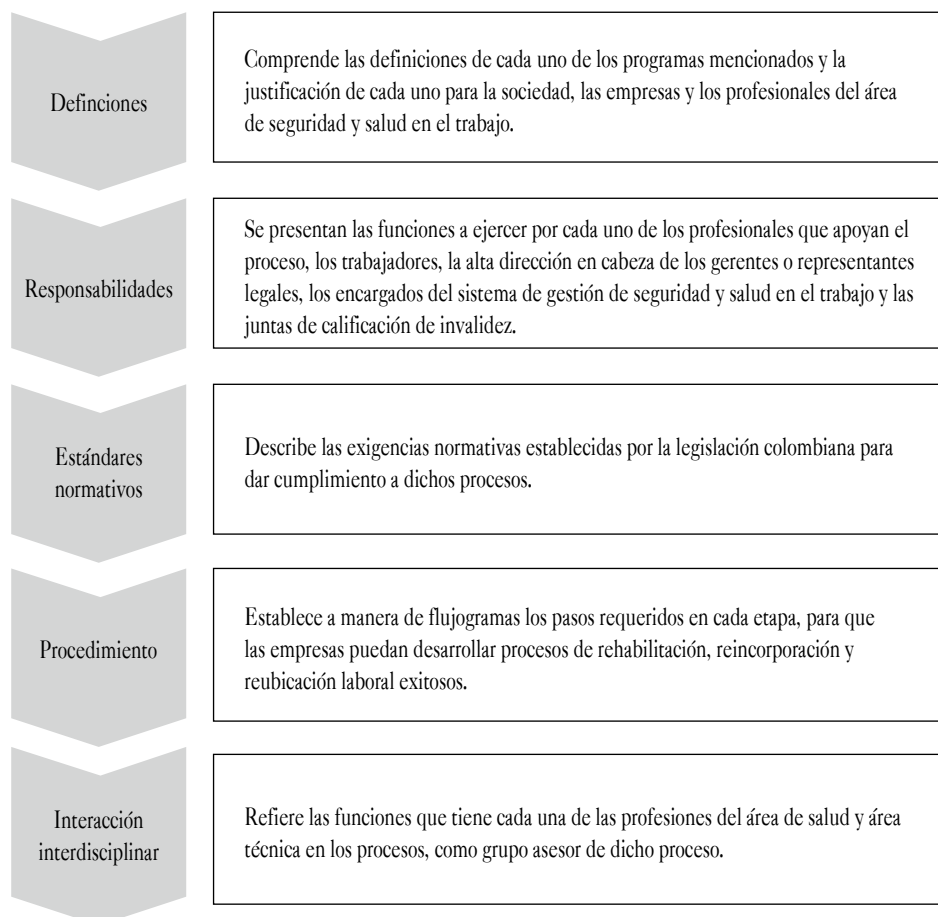 Definciones
Comprende las definiciones de cada uno de los programas mencionados y la
justificación de cada uno para la sociedad, las empresas y los profesionales del área
de seguridad y salud en el trabajo.
Responsabilidades
Se presentan las funciones a ejercer por cada uno de los profesionales que apoyan el
proceso, los trabajadores, la alta dirección en cabeza de los gerentes o representantes
legales, los encargados del sistema de gestión de seguridad y salud en el trabajo y las
juntas de calificación de invalidez.
Estándares
normativos
Describe las exigencias normativas establecidas por la legislación colombiana para
dar cumplimiento a dichos procesos.
Procedimiento
Establece a manera de flujogramas los pasos requeridos en cada etapa, para que
las empresas puedan desarrollar procesos de rehabilitación, reincorporación y
reubicación laboral exitosos.
Interacción
interdisciplinar
Refiere las funciones que tiene cada una de las profesiones del área de salud y área
técnica en los procesos, como grupo asesor de dicho proceso.